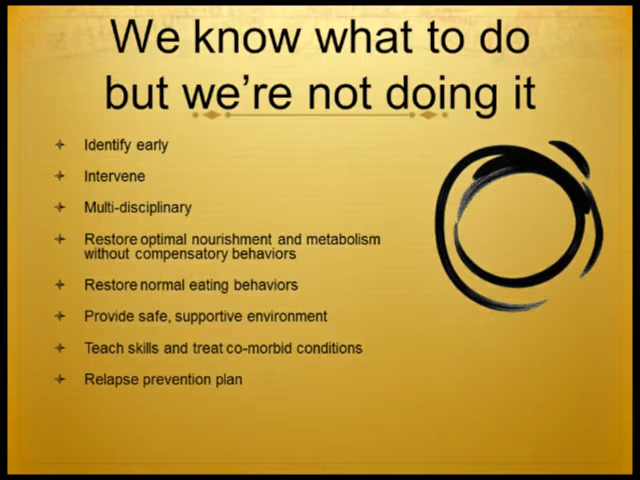 We know what to do
but we’re not doing it
Identify early
Intervene
Multi-disciplinary
Restore optimal nourishment and metabolism
without compensatory behaviors
Restore normal eating behaviors
Provide safe, supportive environment
Teach skills and treat co-morbid conditions
Relapse prevention plan